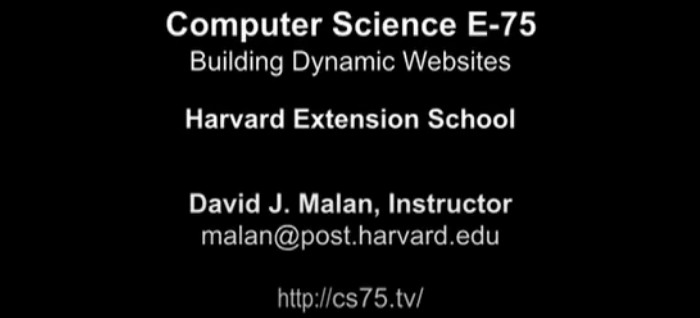 Computer Science E-75
Building Dynamic Websites
Harvard Extension School
David J. Malan, Instructor
malan@post.harvard.edu
http://cs75.tv/